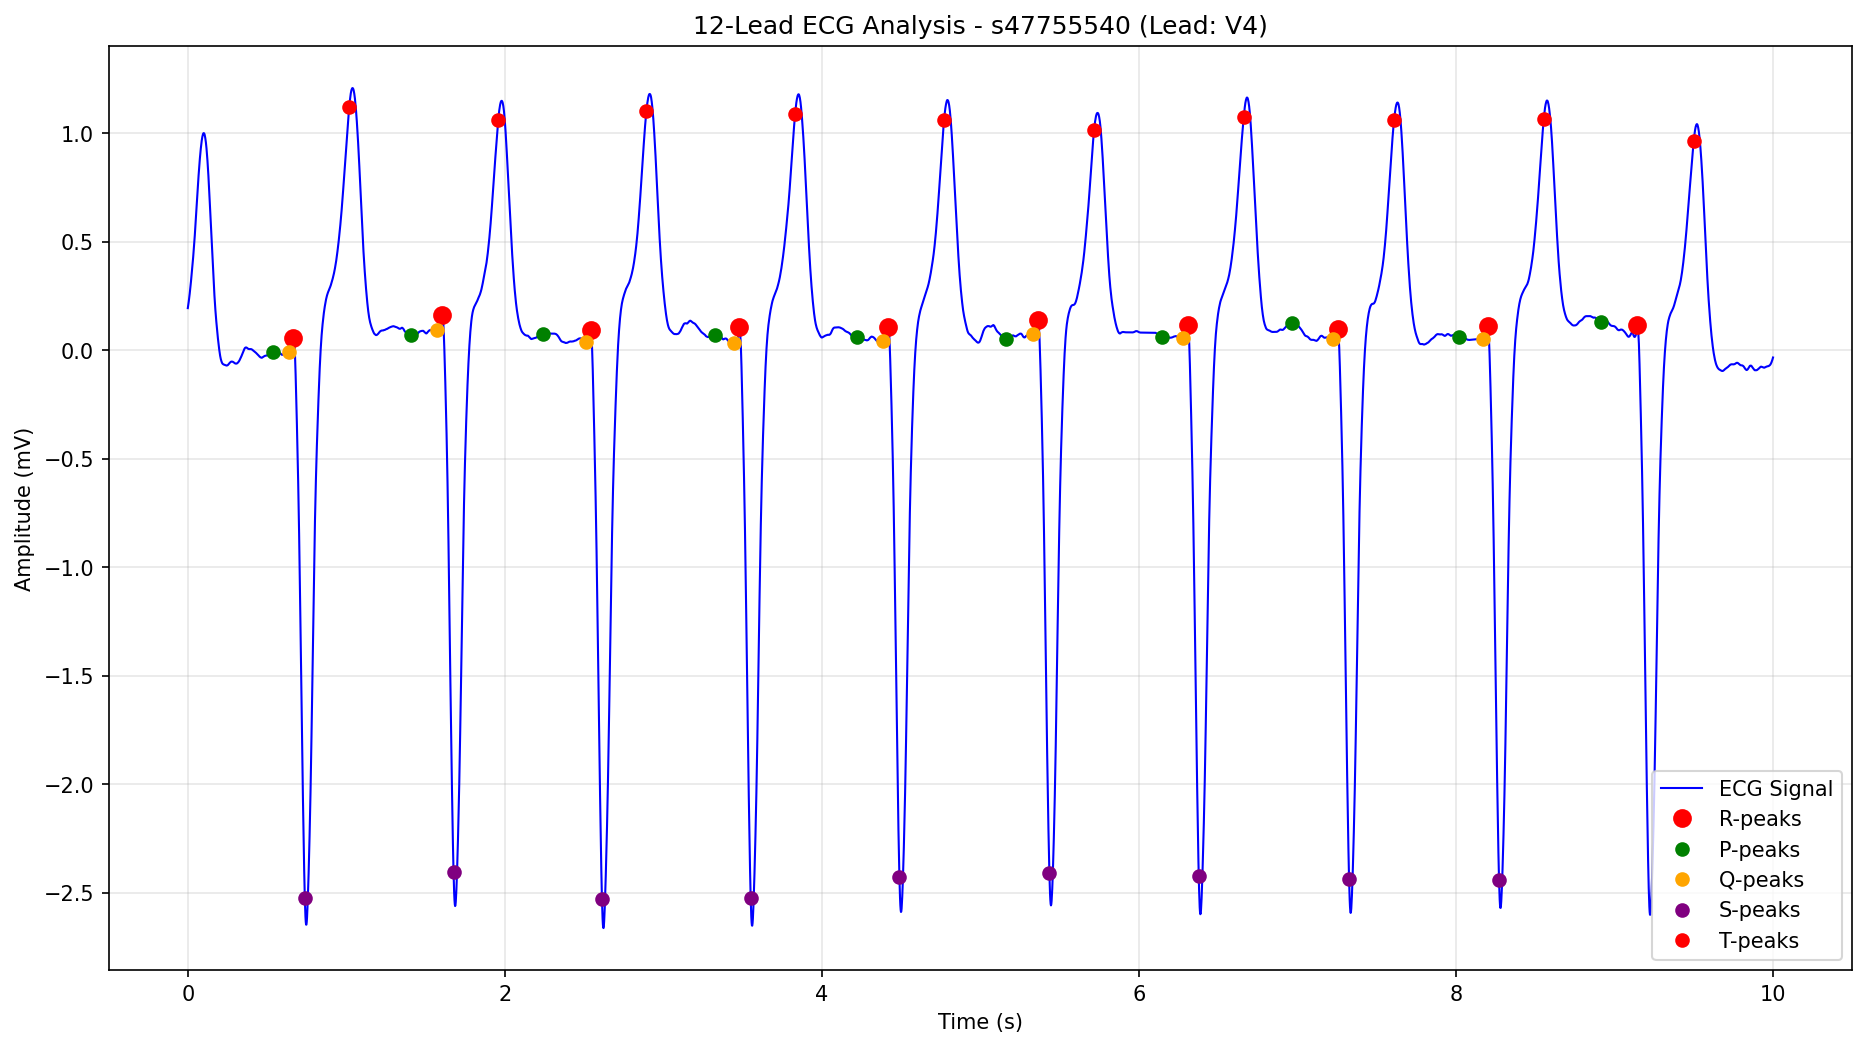 12-Lead ECG Analysis - s47755540 (Lead: V4)
Amplitude (mV)
1.0
0.5
0.0
−0.5
−1.0
−1.5
−2.0
−2.5
0
2
4
6
8
10
Time (s)
ECG Signal
R-peaks
P-peaks
Q-peaks
S-peaks
T-peaks